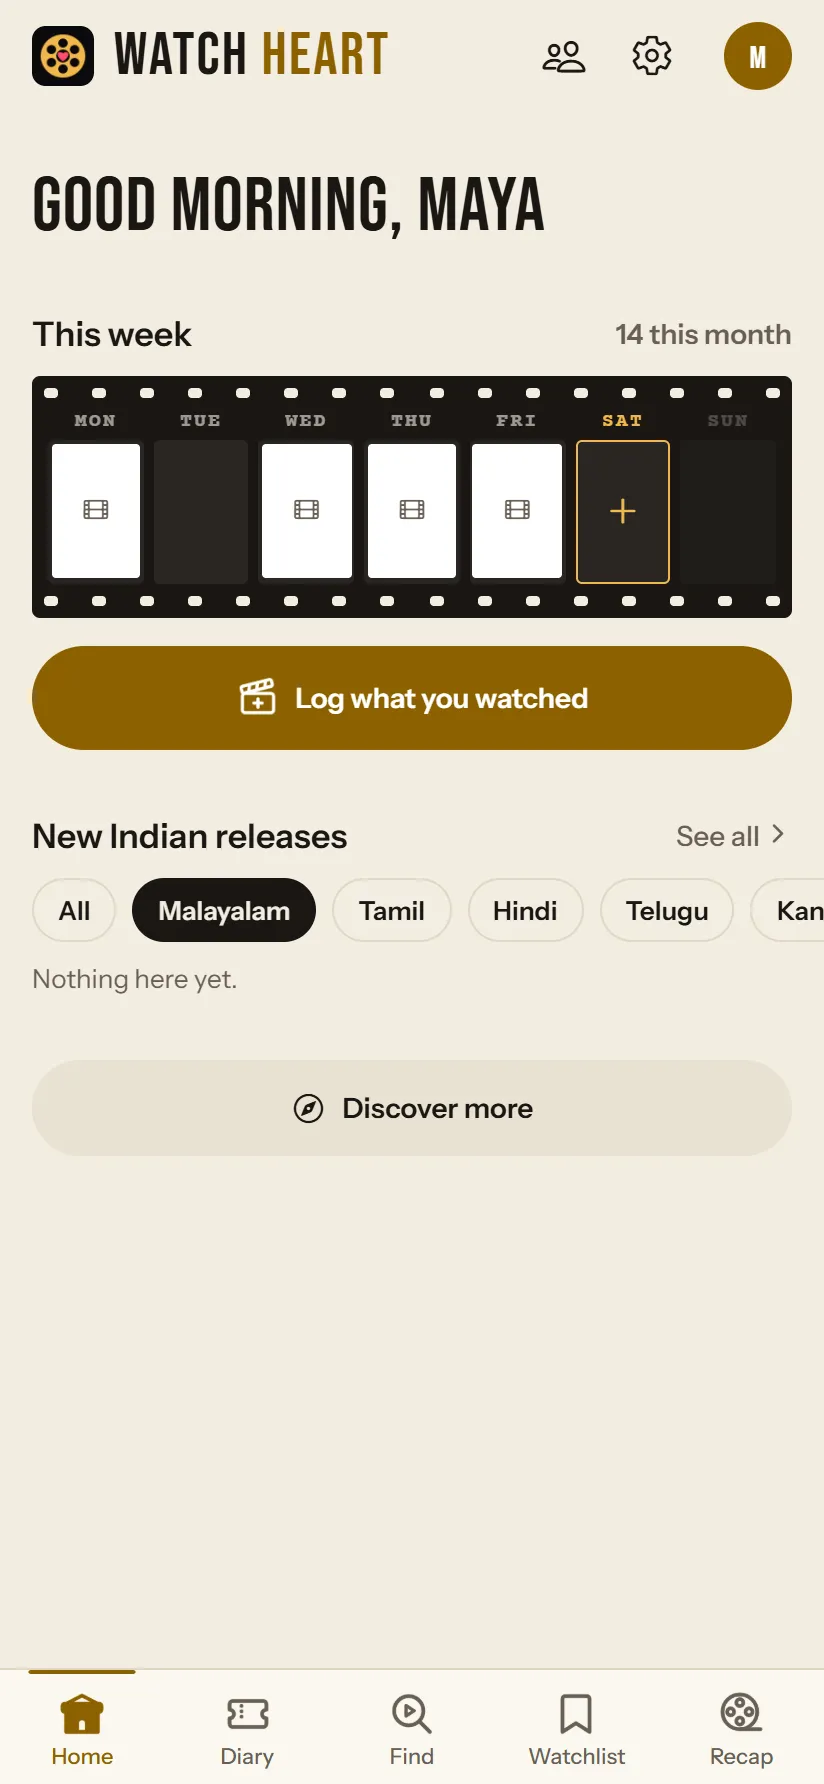 WATCH HEART
M
GOOD MORNING, MAYA
This week
14 this month
MON TUE WED THU FRI SAT SUN
Log what you watched
New Indian releases
See all
All Malayalam Tamil Hindi Telugu Kan
Nothing here yet.
Discover more
Home Diary Find Watchlist Recap